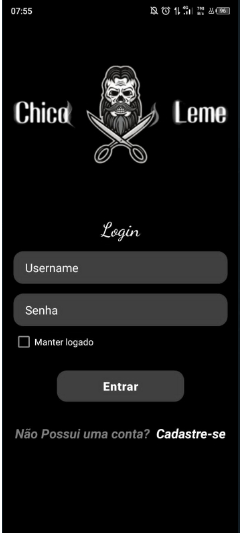 07:55
Chico Leme
Login
Username
Senha
Manter logado
Entrar
Não Possui uma conta? Cadastre-se